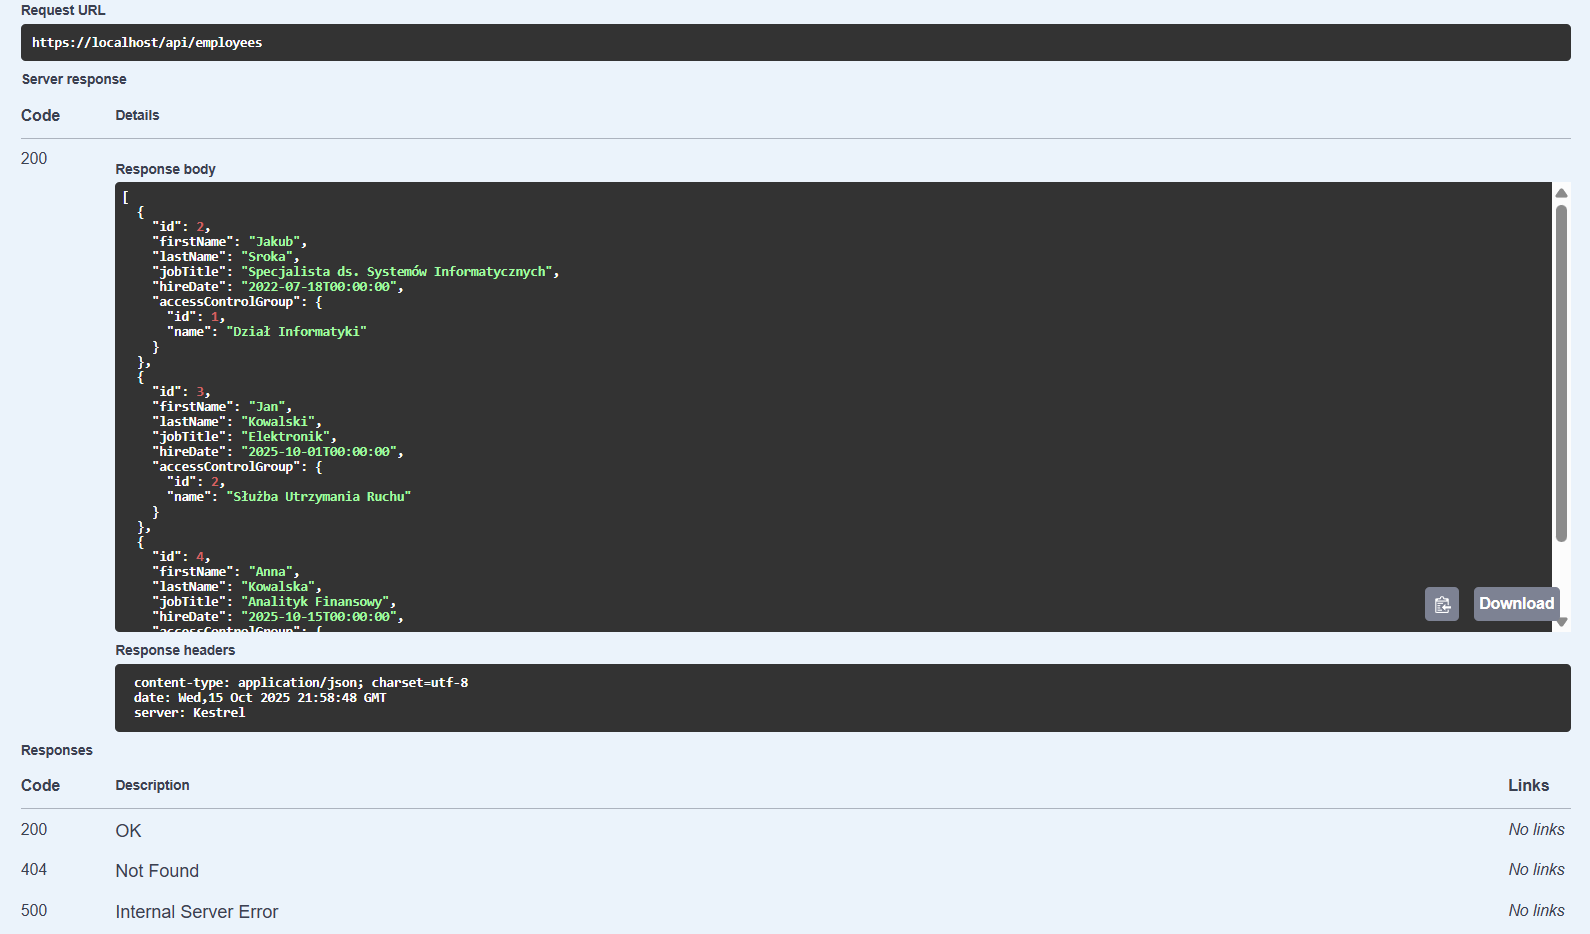 Request URL
https://localhost/api/employees
Server response
Code Details
200
Response body
[
  {
    "id": 2,
    "firstName": "Jakub",
    "lastName": "Sroka",
    "jobTitle": "Specjalista ds. Systemów Informatycznych",
    "hireDate": "2022-07-18T00:00:00",
    "accessControlGroup": {
      "id": 1,
      "name": "Dział Informatyki"
    }
  },
  {
    "id": 3,
    "firstName": "Jan",
    "lastName": "Kowalski",
    "jobTitle": "Elektronik",
    "hireDate": "2025-10-01T00:00:00",
    "accessControlGroup": {
      "id": 2,
      "name": "Służba Utrzymania Ruchu"
    }
  },
  {
    "id": 4,
    "firstName": "Anna",
    "lastName": "Kowalska",
    "jobTitle": "Analityk Finansowy",
    "hireDate": "2025-10-15T00:00:00",
    "accessControlGroup": {
Download
Response headers
content-type: application/json; charset=utf-8
date: Wed,15 Oct 2025 21:58:48 GMT
server: Kestrel
Responses
Code Description Links
200 OK No links
404 Not Found No links
500 Internal Server Error No links